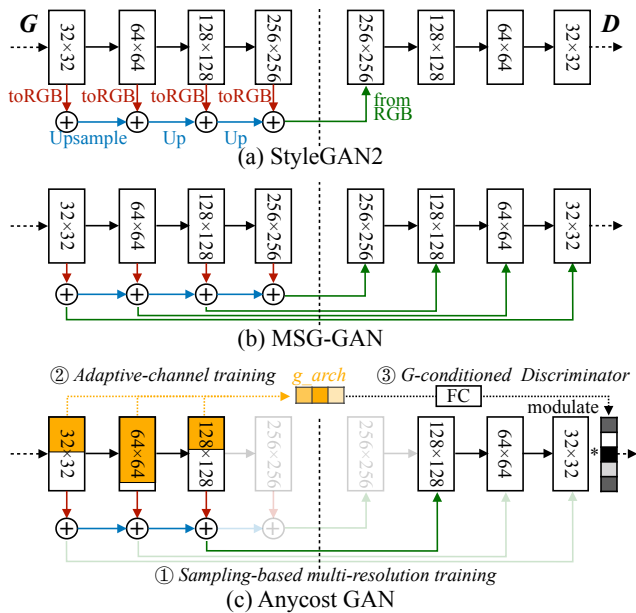 G
D
32×32
64×64
128×128
256×256
256×256
128×128
64×64
32×32
toRGB
toRGB
toRGB
toRGB
from
RGB
Upsample
Up
Up
(a) StyleGAN2
32×32
64×64
128×128
256×256
256×256
128×128
64×64
32×32
(b) MSG-GAN
② Adaptive-channel training
g_arch
③ G-conditioned Discriminator
FC
modulate
32×32
64×64
128×128
256×256
256×256
128×128
64×64
32×32
*
① Sampling-based multi-resolution training
(c) Anycost GAN